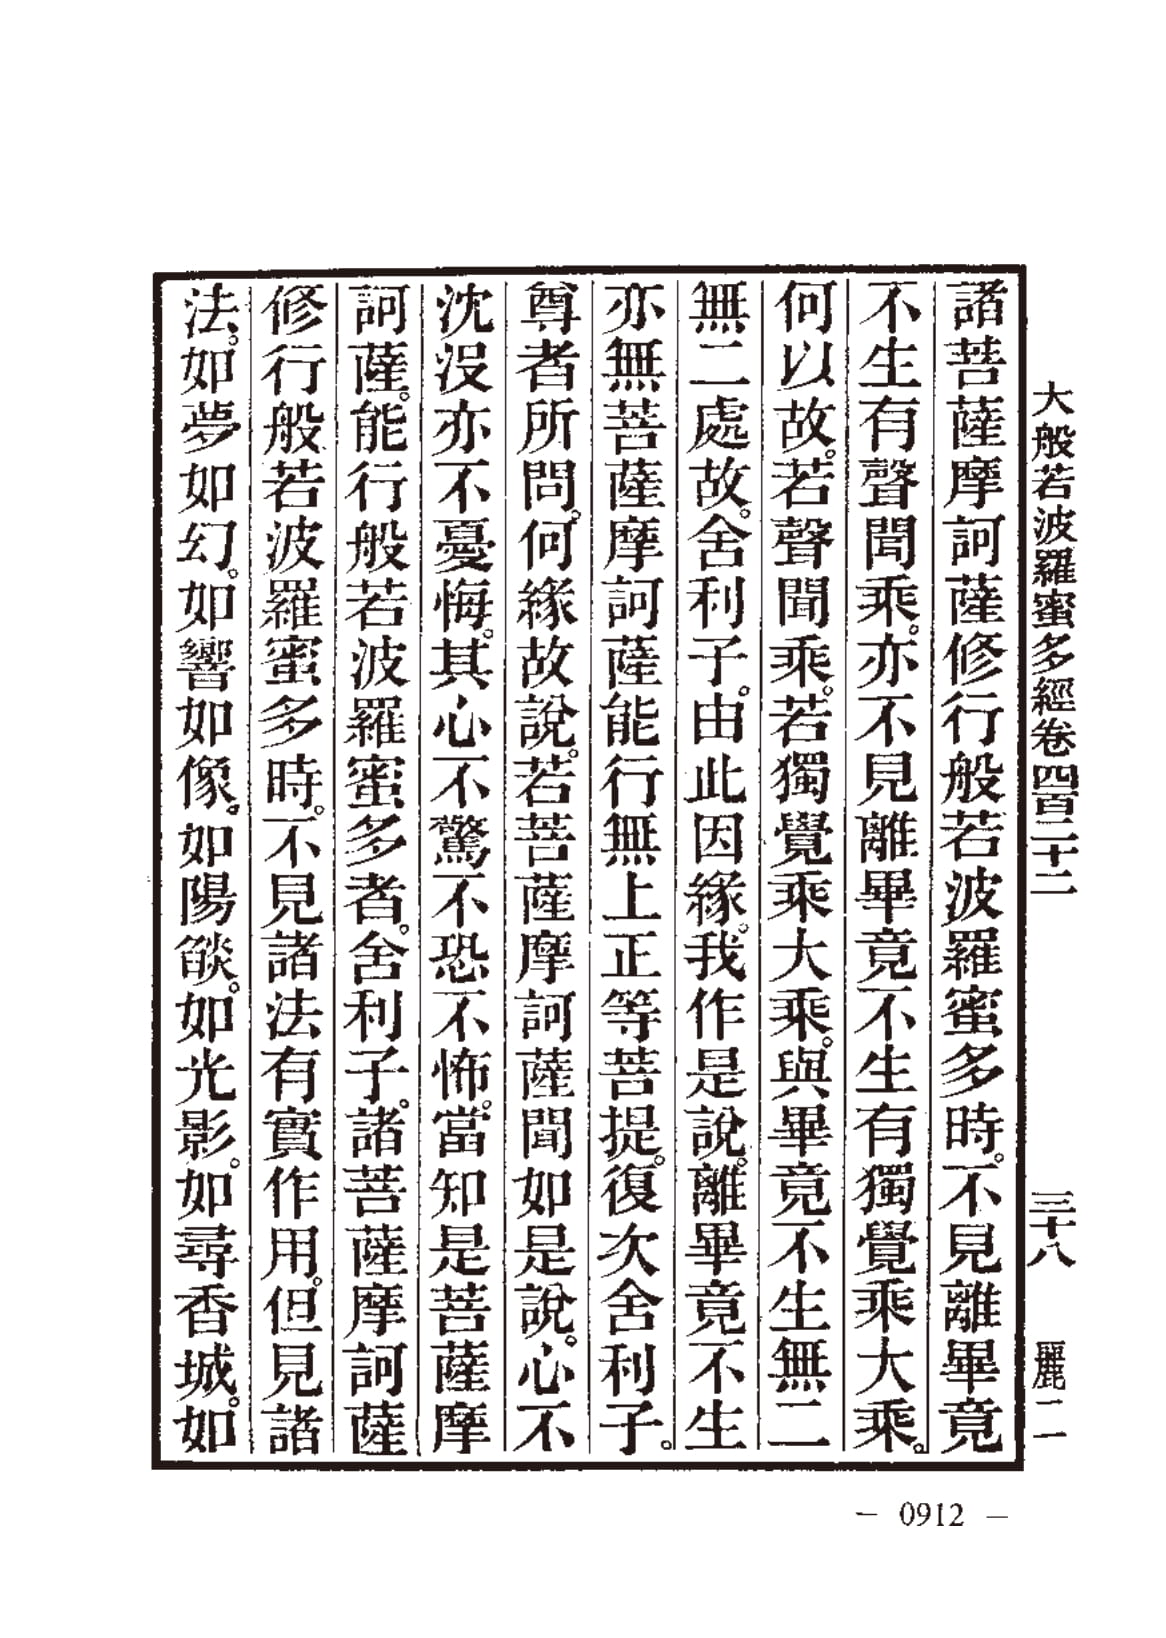 大般若波羅蜜多經卷四百二十二 三十八 麗二
諸菩薩摩訶薩修行般若波羅蜜多時。不見離畢竟
不生有聲聞乘。亦不見離畢竟不生有獨覺乘大乘。
何以故。若聲聞乘。若獨覺乘大乘。與畢竟不生無二
無二處故。舍利子。由此因緣。我作是說。離畢竟不生
亦無菩薩摩訶薩能行無上正等菩提。復次舍利子。
尊者所問。何緣故說。若菩薩摩訶薩聞如是說。心不
沈沒亦不憂悔。其心不驚不恐不怖。當知是菩薩摩
訶薩。能行般若波羅蜜多者。舍利子。諸菩薩摩訶薩
修行般若波羅蜜多時。不見諸法有實作用。但見諸
法。如夢如幻。如響如像。如陽燄。如光影。如尋香城。如
— 0912 —